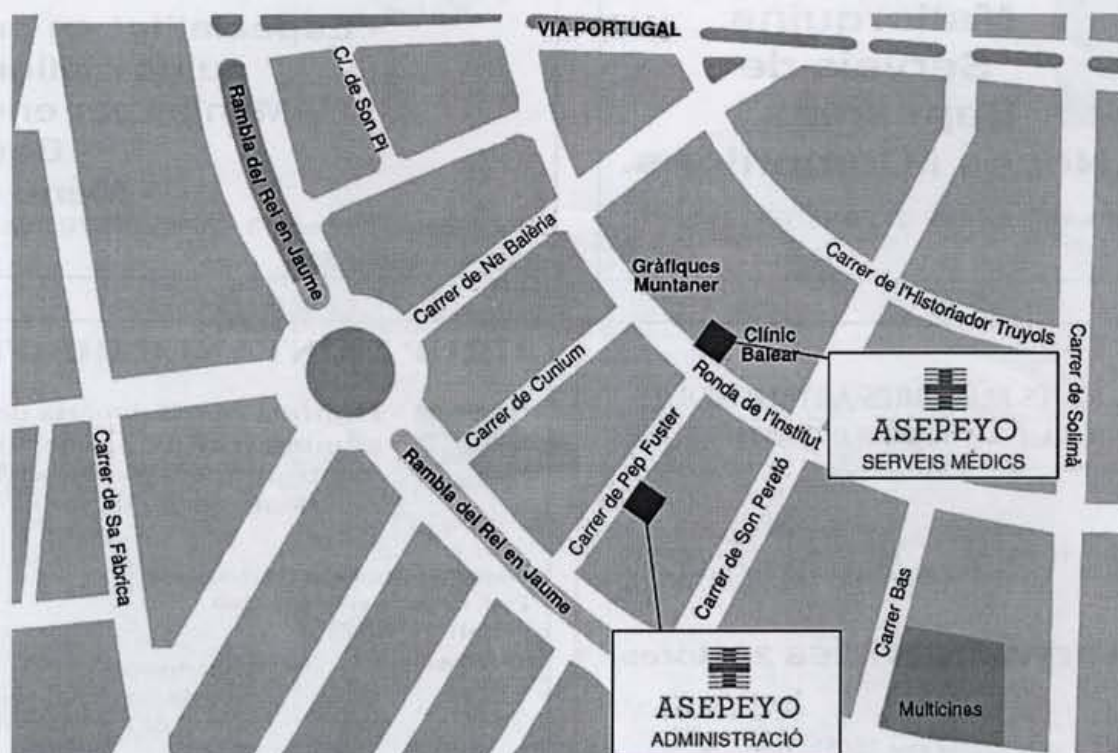 VIA PORTUGAL
C/. de Son Pi
Rambla del Rei en Jaume
Carrer de Na Balèria
Gràfiques
Muntaner
Carrer de l'Historiador Truyols
Clínic
Balear
Carrer de Cunium
Ronda de l'Institut
Carrer de Solimà
ASEPEYO
SERVEIS MÈDICS
Carrer de Sa Fàbrica
Rambla del Rei en Jaume
Carrer de Pep Fuster
Carrer de Son Peretó
Carrer Bas
ASEPEYO
ADMINISTRACIÓ
Multicines